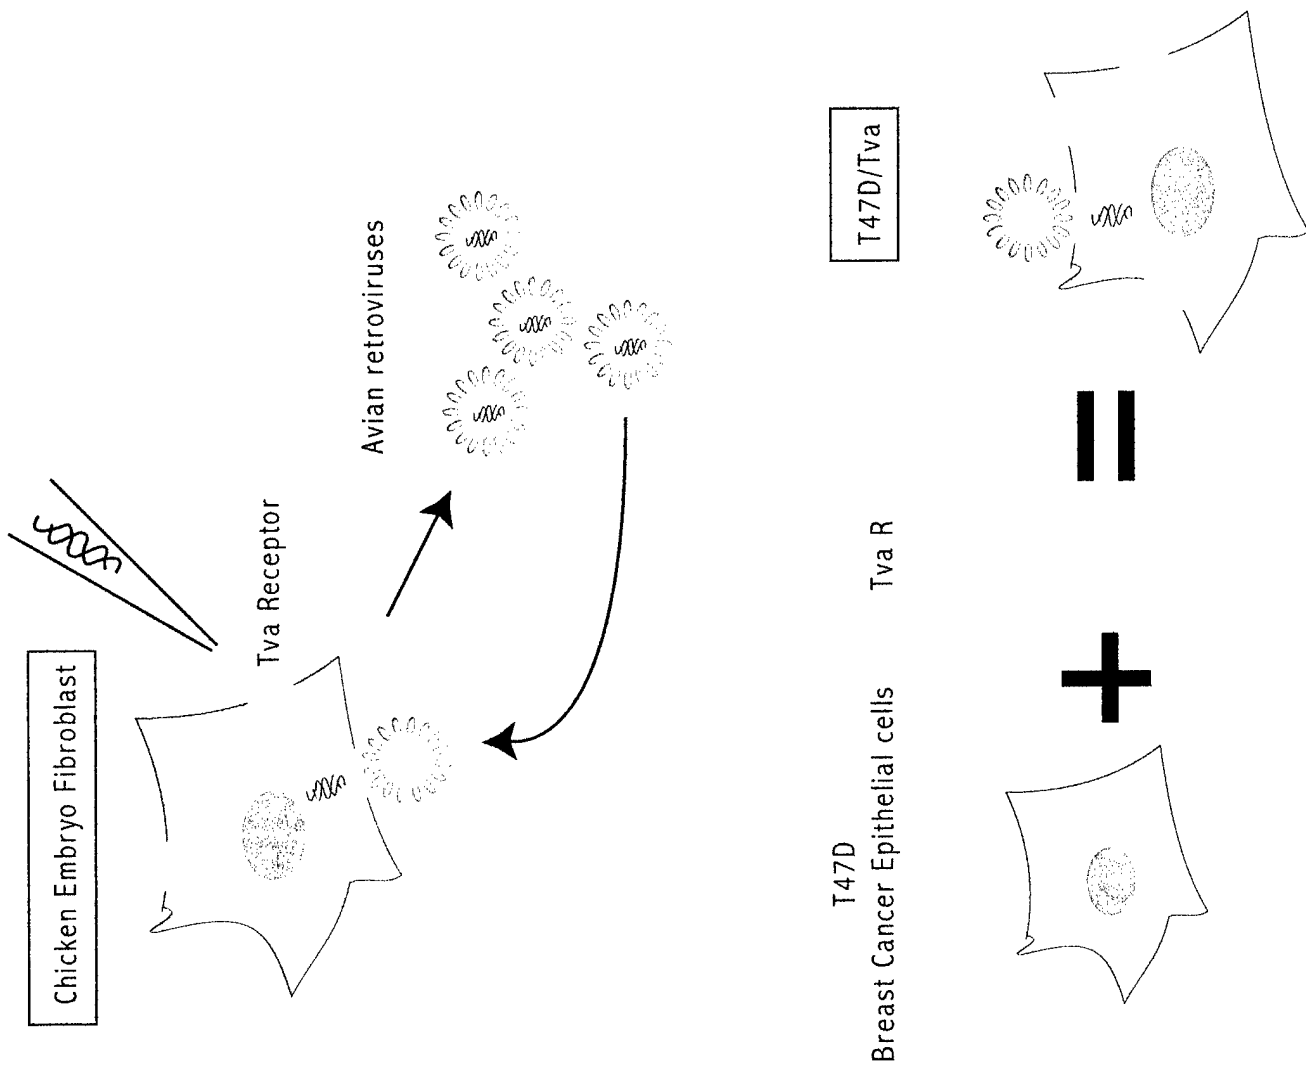 Chicken Embryo Fibroblast
Tva Receptor
Avian retroviruses
T47D
Breast Cancer Epithelial cells
Tva R
T47D/Tva